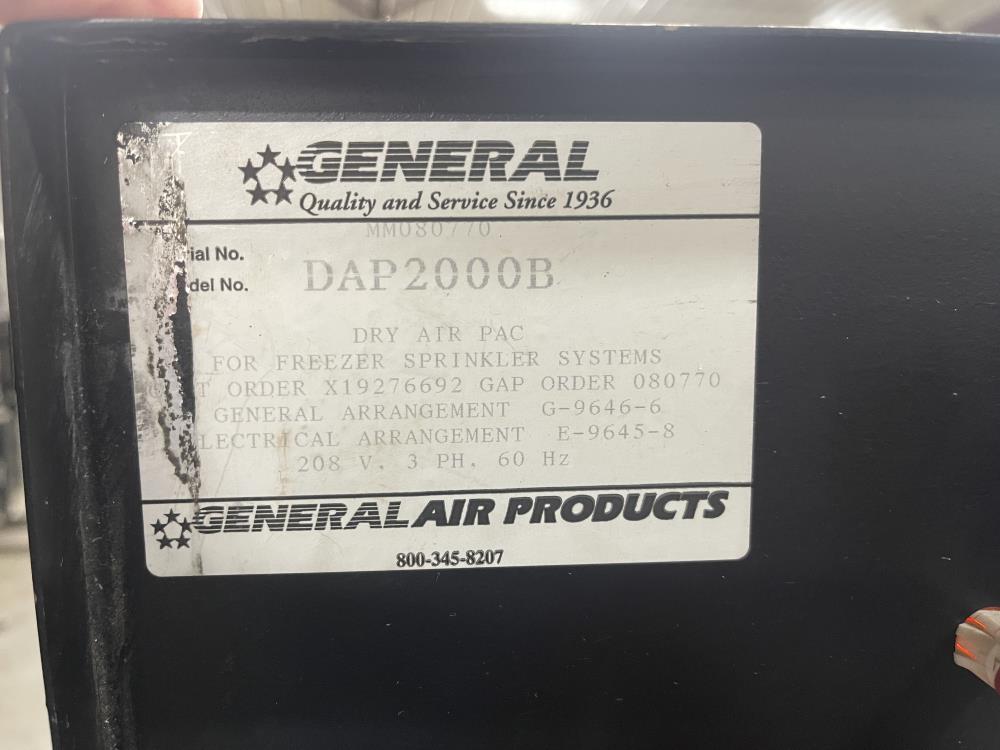 GENERAL
Quality and Service Since 1936
MM080770
ial No.
del No. DAP2000B
DRY AIR PAC
FOR FREEZER SPRINKLER SYSTEMS
T ORDER X19276692 GAP ORDER 080770
GENERAL ARRANGEMENT G-9646-6
LECTRICAL ARRANGEMENT E-9645-8
208 V, 3 PH, 60 Hz
GENERAL AIR PRODUCTS
800-345-8207